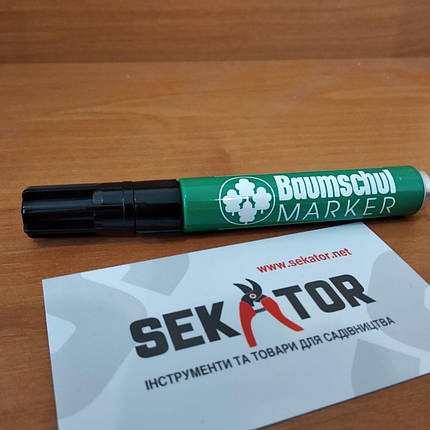 Baumschul
MARKER
www.sekator.net
SEKATOR
ІНСТРУМЕНТИ ТА ТОВАРИ ДЛЯ САДІВНИЦТВА